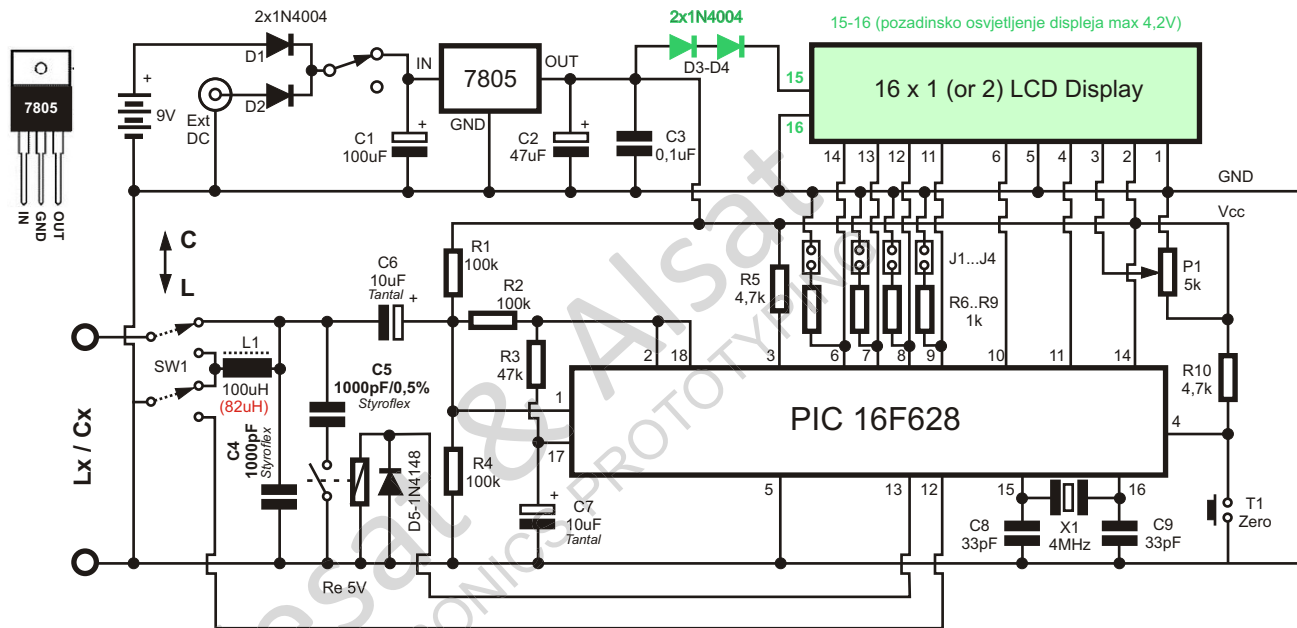 2x1N4004
2x1N4004
15-16 (pozadinsko osvjetljenje displeja max 4,2V)
D1
D2
D3-D4
7805
IN
GND
OUT
+
9V
Ext
DC
IN
7805
OUT
GND
C1
100uF
+
C2
47uF
+
C3
0,1uF
15
16
16 x 1 (or 2) LCD Display
14
13
12
11
6
5
4
3
2
1
GND
Vcc
C
L
R1
100k
C6
10uF
Tantal
+
R2
100k
R3
47k
R5
4,7k
J1...J4
R6..R9
1k
P1
5k
SW1
L1
100uH
(82uH)
C5
1000pF/0,5%
Styroflex
C4
1000pF
Styroflex
Lx / Cx
2
18
3
6
7
8
9
10
11
14
1
17
PIC 16F628
4
R10
4,7k
R4
100k
D5-1N4148
5
13
12
15
16
C7
10uF
Tantal
+
C8
33pF
X1
4MHz
C9
33pF
T1
Zero
Re 5V
esat & Alsat
RONICS PROTOTYPING